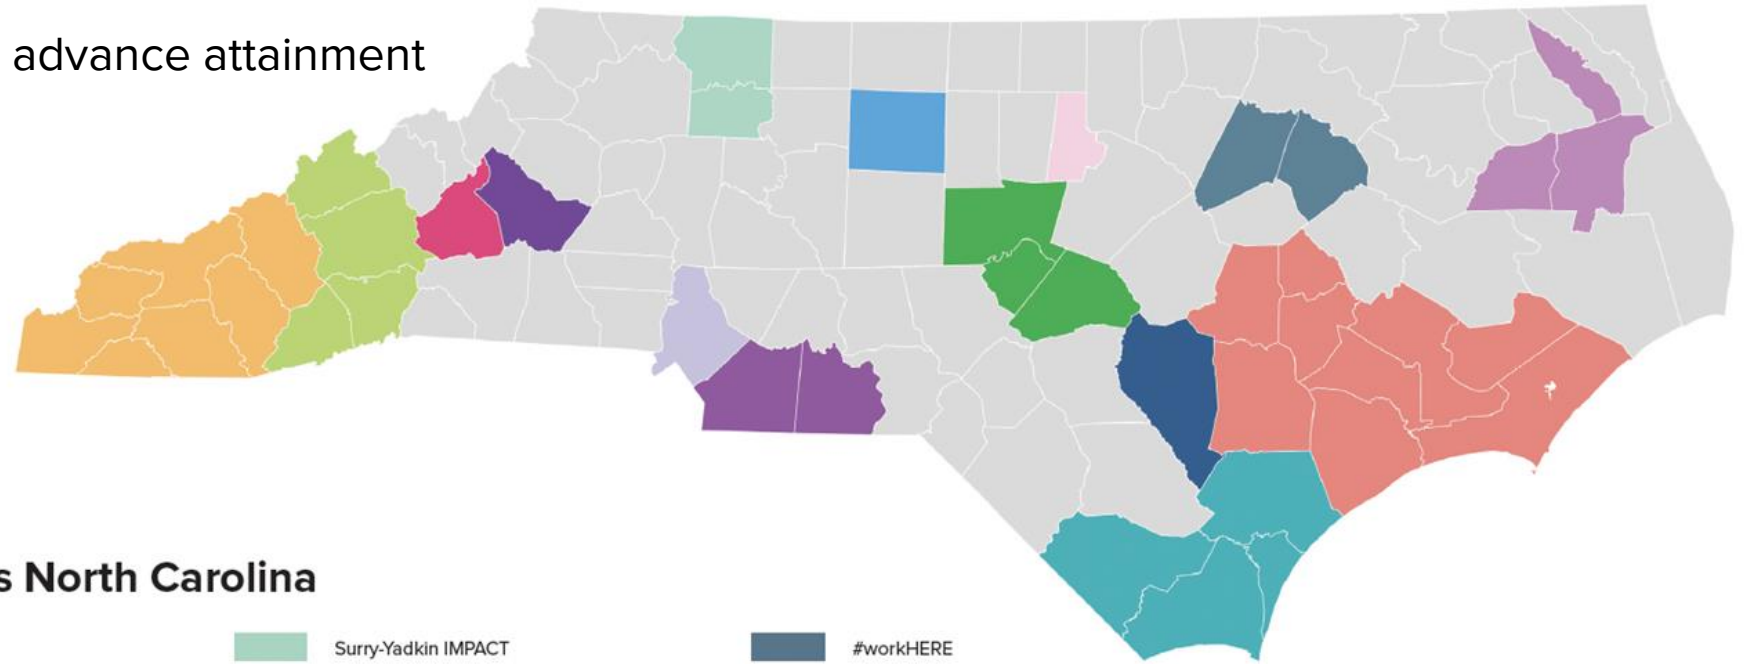 advance attainment
s North Carolina
Surry-Yadkin IMPACT
#workHERE